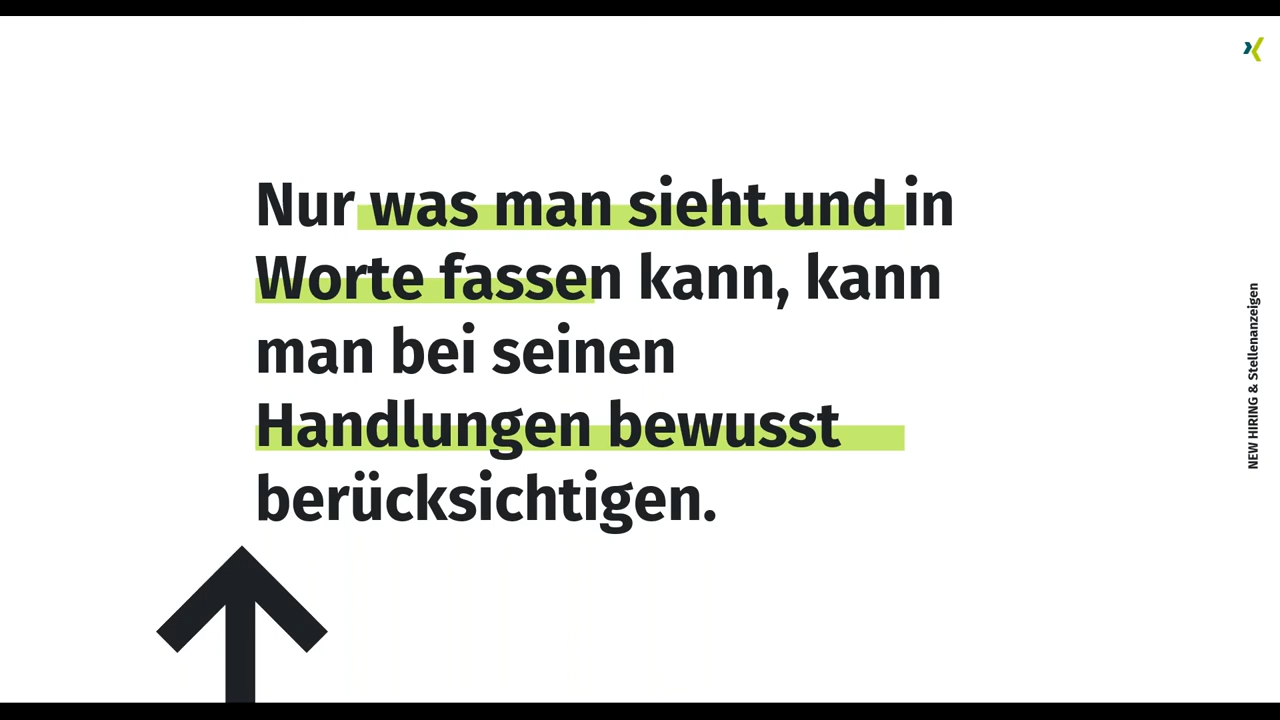 Nur was man sieht und in
Worte fassen kann, kann
man bei seinen
Handlungen bewusst
berücksichtigen.
NEW HIRING & Stellenanzeigen